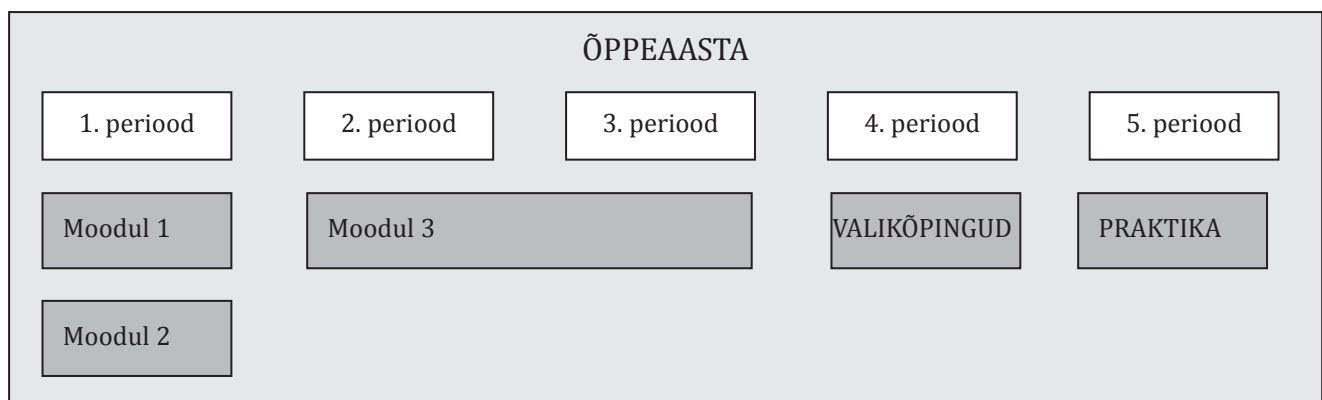 ÕPPEAASTA
1. periood
2. periood
3. periood
4. periood
5. periood
Moodul 1
Moodul 3
VALIKÕPINGUD
PRAKTIKA
Moodul 2